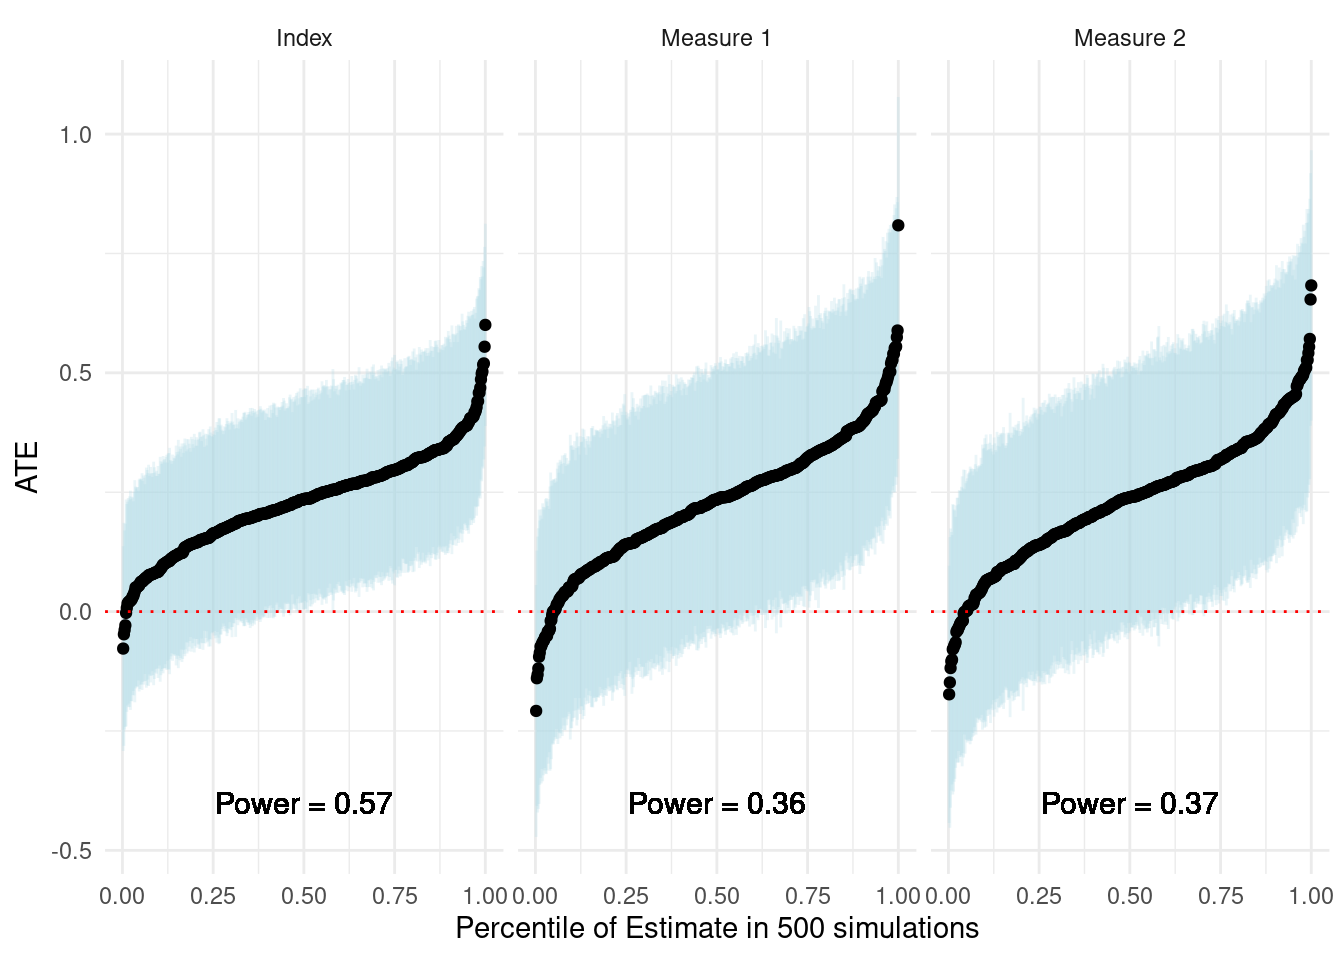 Index Measure 1 Measure 2
1.0
0.5
ATE
0.0
Power = 0.57 Power = 0.36 Power = 0.37
-0.5
0.00 0.25 0.50 0.75 1.00 0.00 0.25 0.50 0.75 1.00 0.00 0.25 0.50 0.75 1.00
Percentile of Estimate in 500 simulations